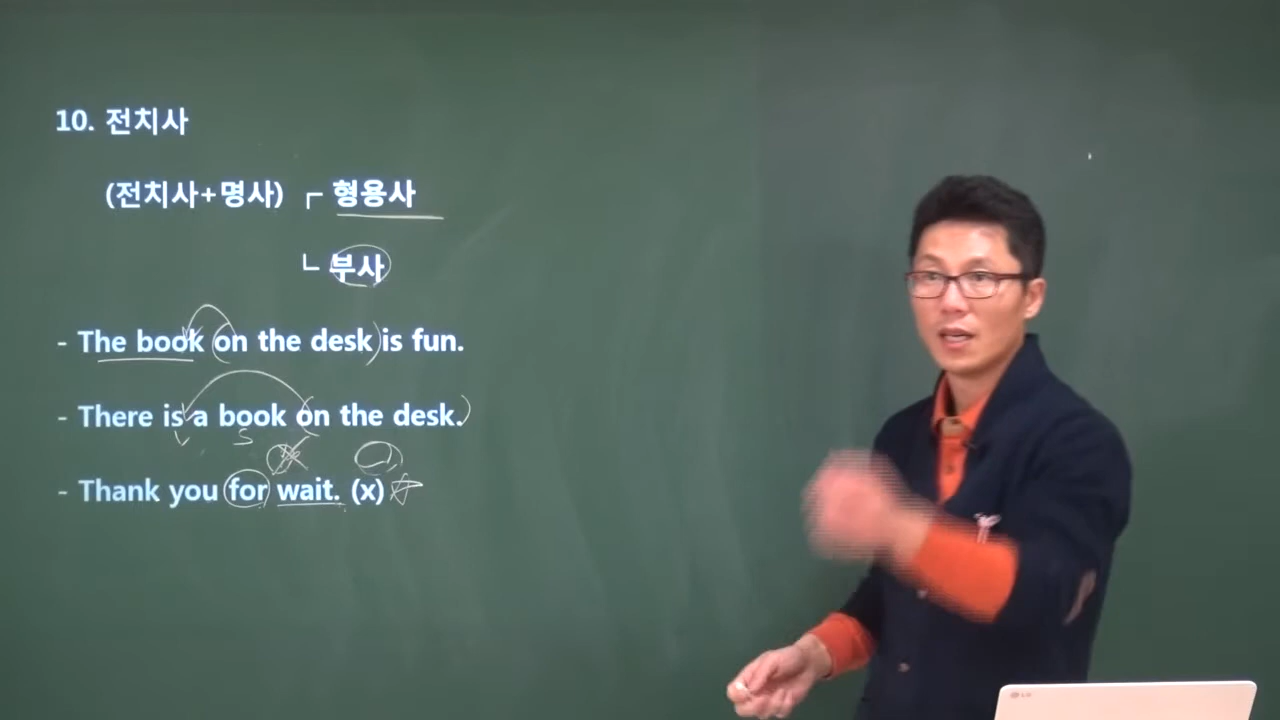 10. 전치사
(전치사+명사) ┌ 형용사
└ 부사
- The book on the desk is fun.
- There is a book on the desk.
V S
- Thank you for wait. (x)
LG